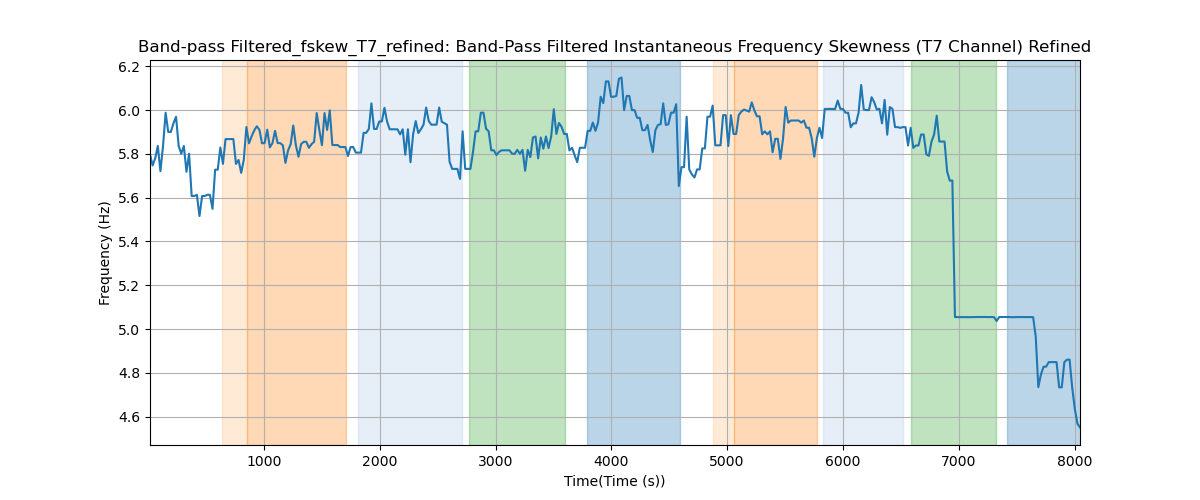 Band-pass Filtered_fskew_T7_refined: Band-Pass Filtered Instantaneous Frequency Skewness (T7 Channel) Refined
6.2
6.0
5.8
5.6
5.4
5.2
5.0
4.8
4.6
Frequency (Hz)
1000 2000 3000 4000 5000 6000 7000 8000
Time(Time (s))